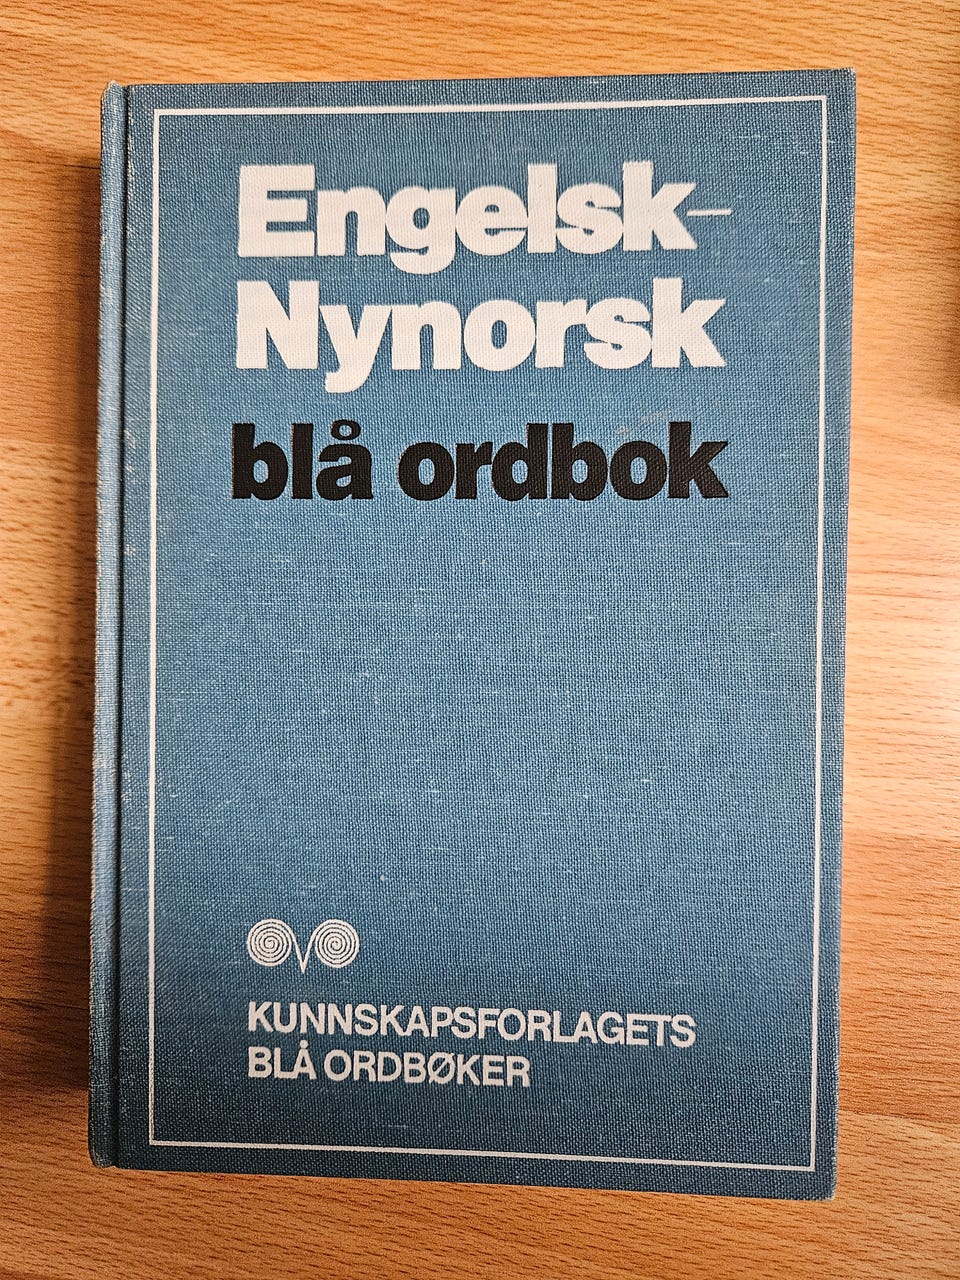 Engelsk–
Nynorsk
blå ordbok
KUNNSKAPSFORLAGETS
BLÅ ORDBØKER